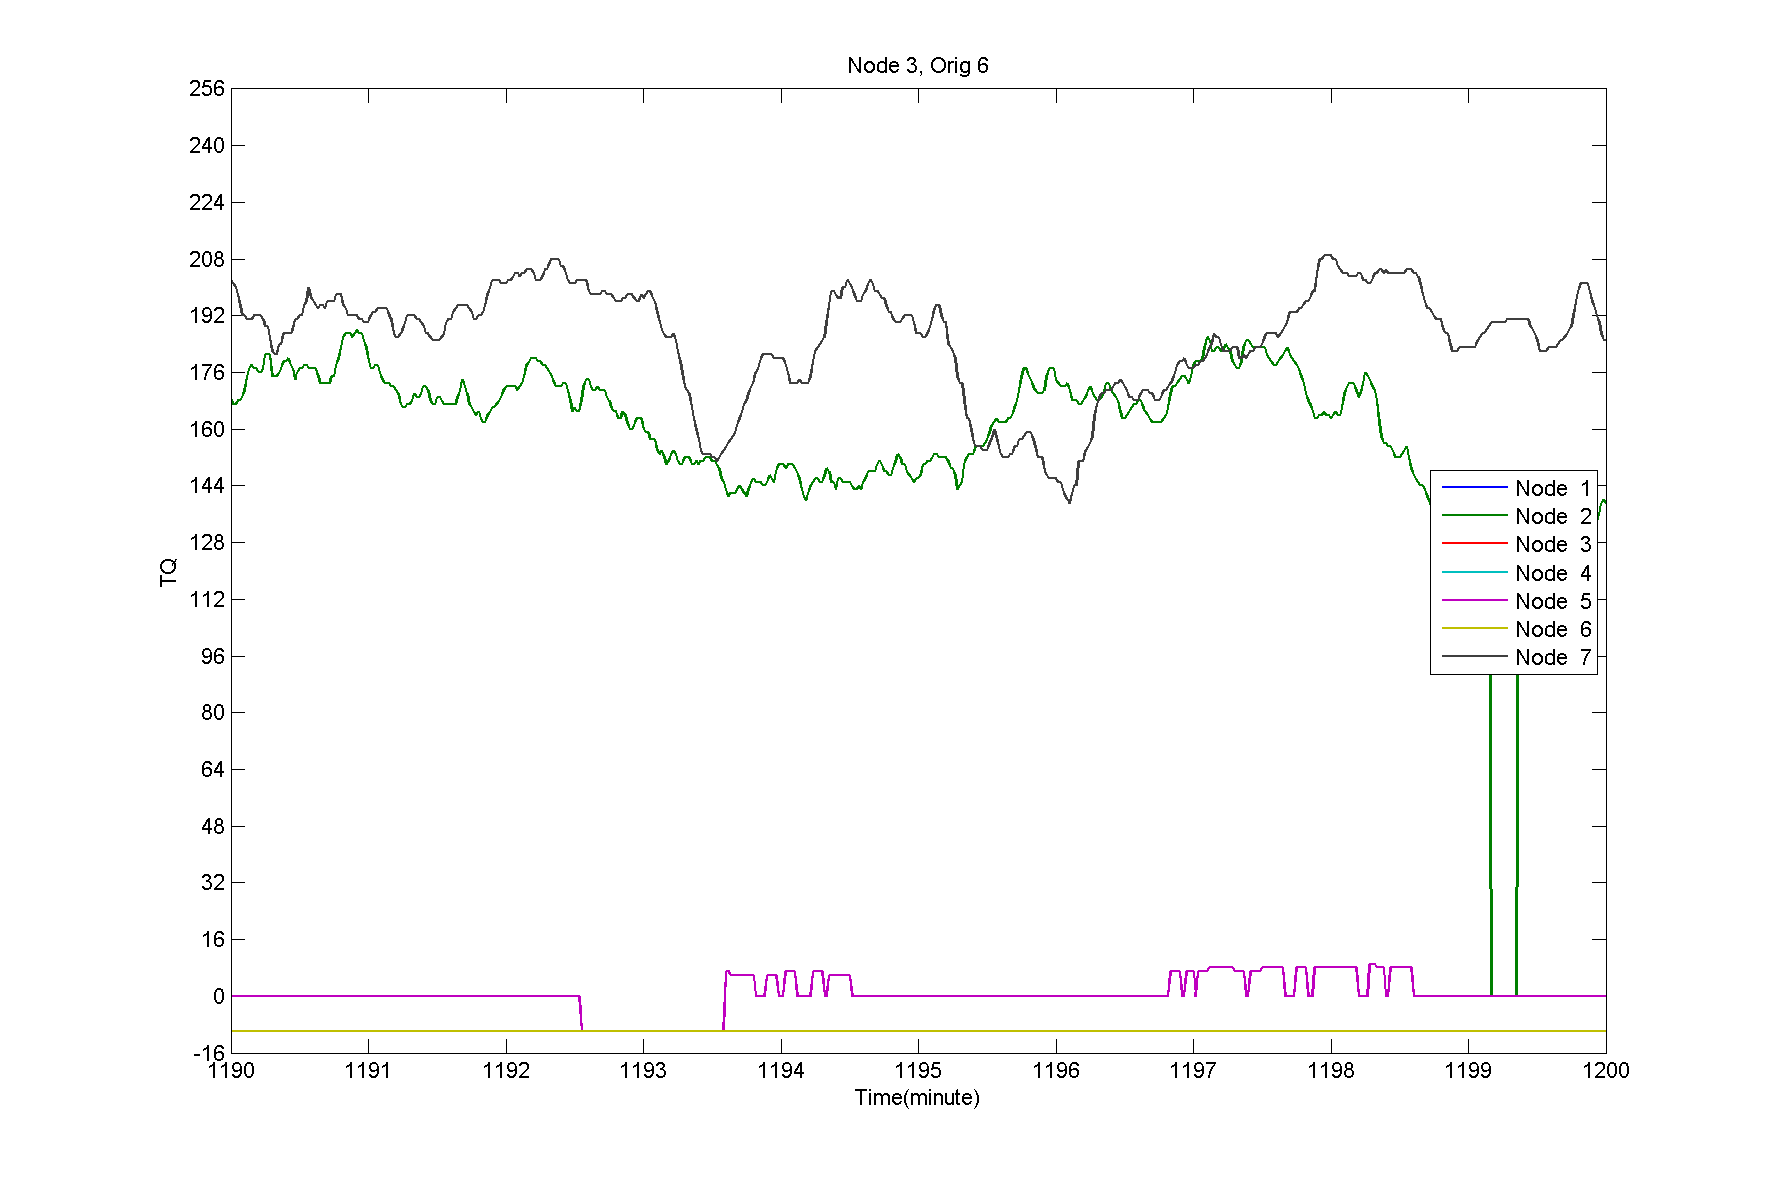 Node 3, Orig 6
256
240
224
208
192
176
160
144
128
112
96
80
64
48
32
16
0
-16
TQ
Node 1
Node 2
Node 3
Node 4
Node 5
Node 6
Node 7
1190 1191 1192 1193 1194 1195 1196 1197 1198 1199 1200
Time(minute)